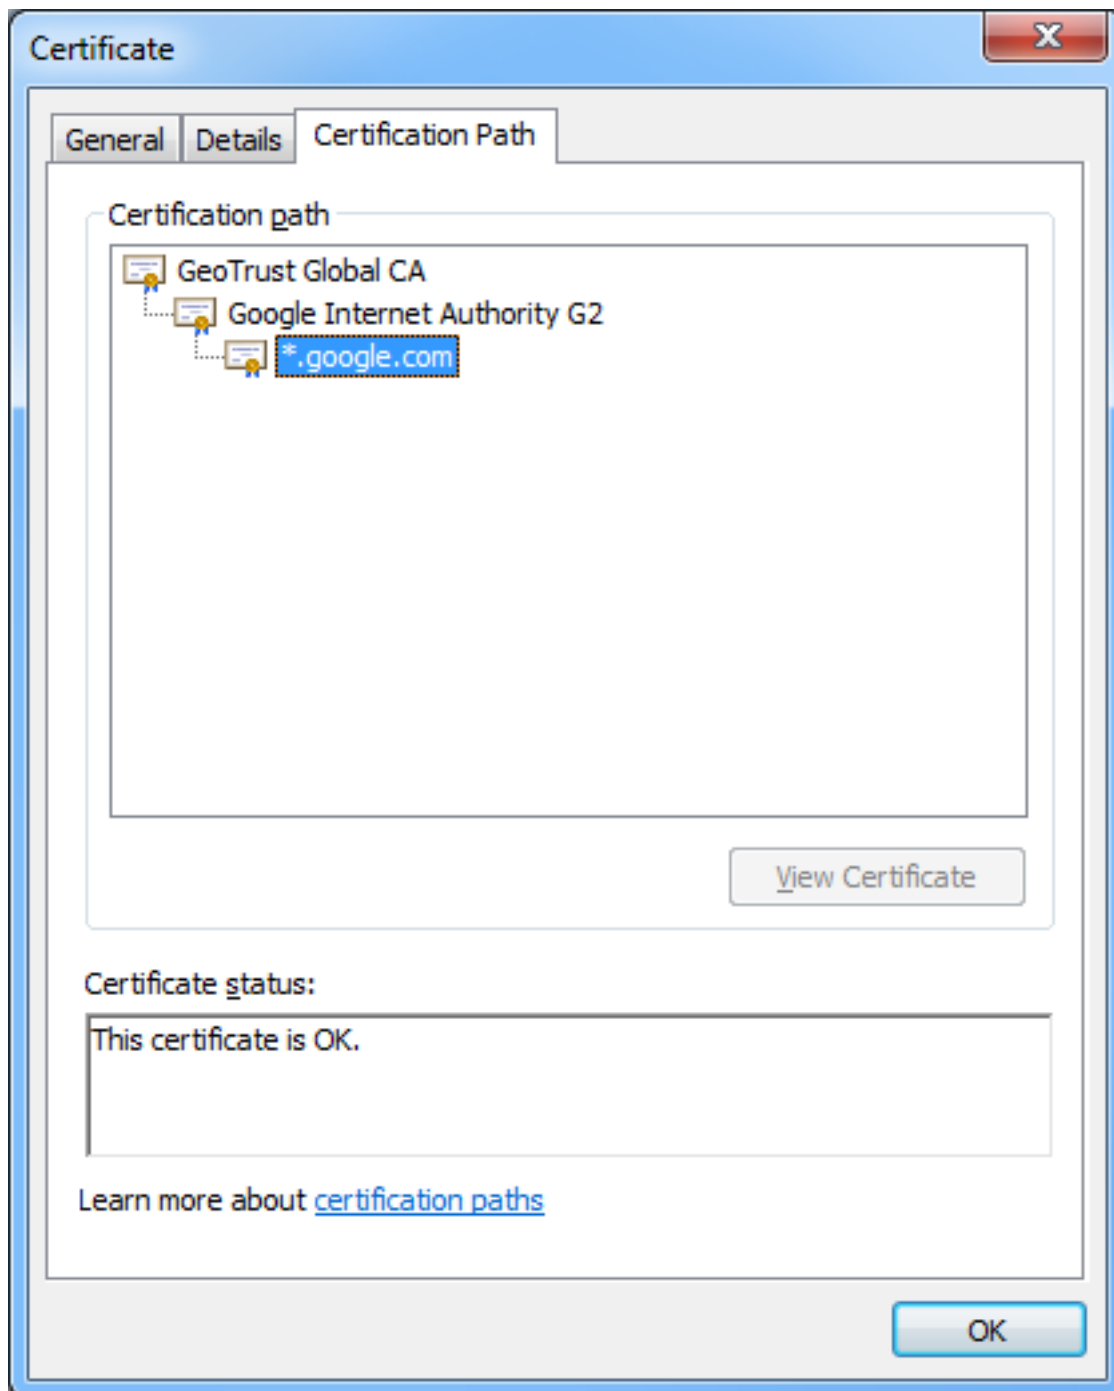 Certificate
General Details Certification Path
Certification path
GeoTrust Global CA
Google Internet Authority G2
*.google.com
View Certificate
Certificate status:
This certificate is OK.
Learn more about certification paths
OK